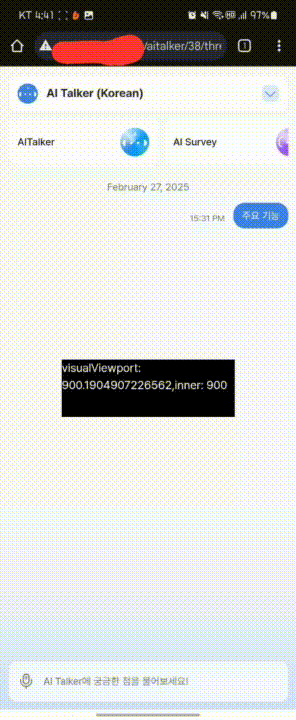 KT 4:41
97%
/aitalker/38/thre
1
AI Talker (Korean)
AITalker
AI Survey
February 27, 2025
15:31 PM
주요 기능
visualViewport:
900.1904907226562,inner: 900
AI Talker에 궁금한 점을 물어보세요!